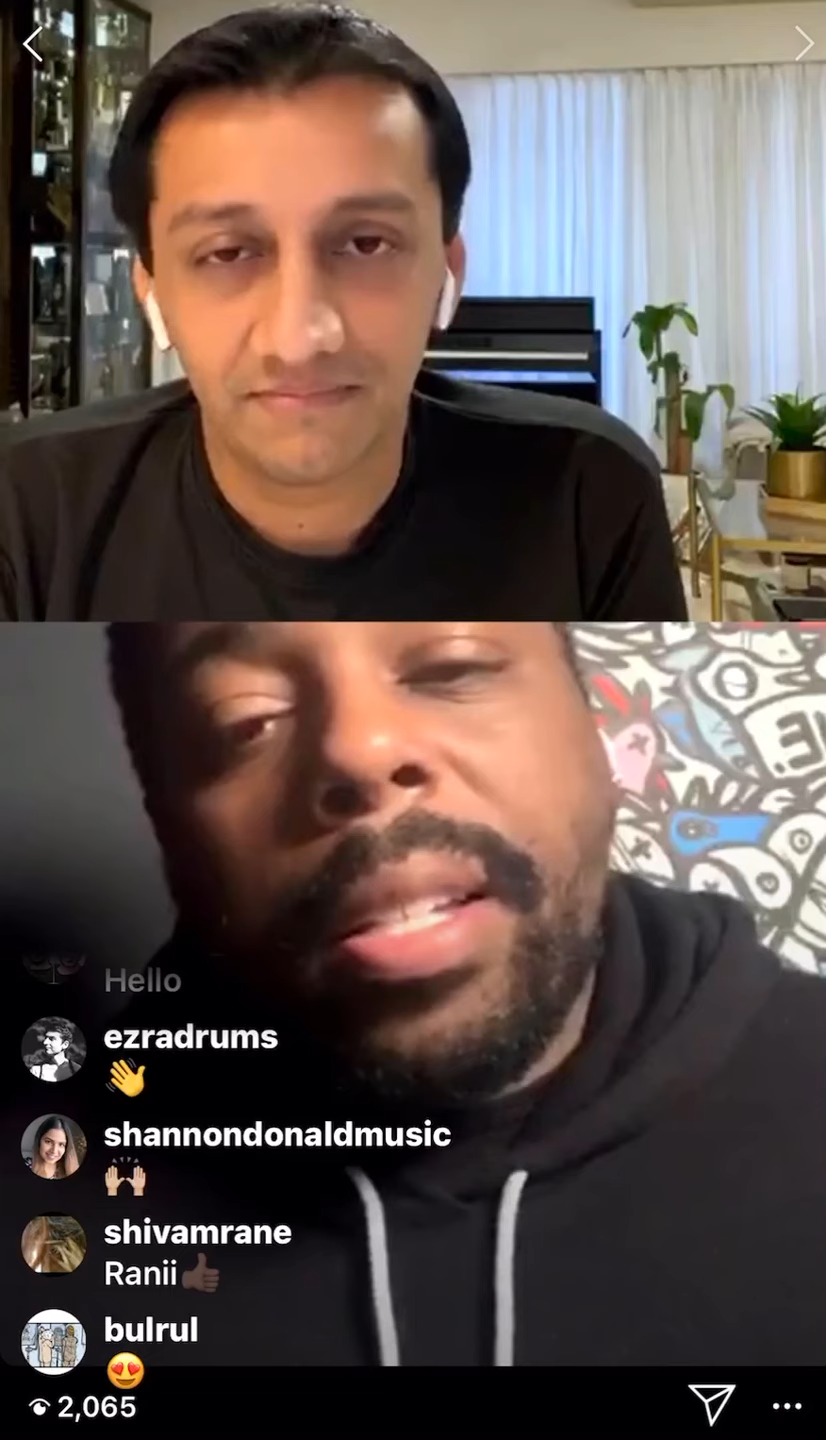 Hello
ezradrums
👋
shannondonaldmusic
🙌🏼
shivamrane
Ranii👍🏿
bulrul
😍
2,065